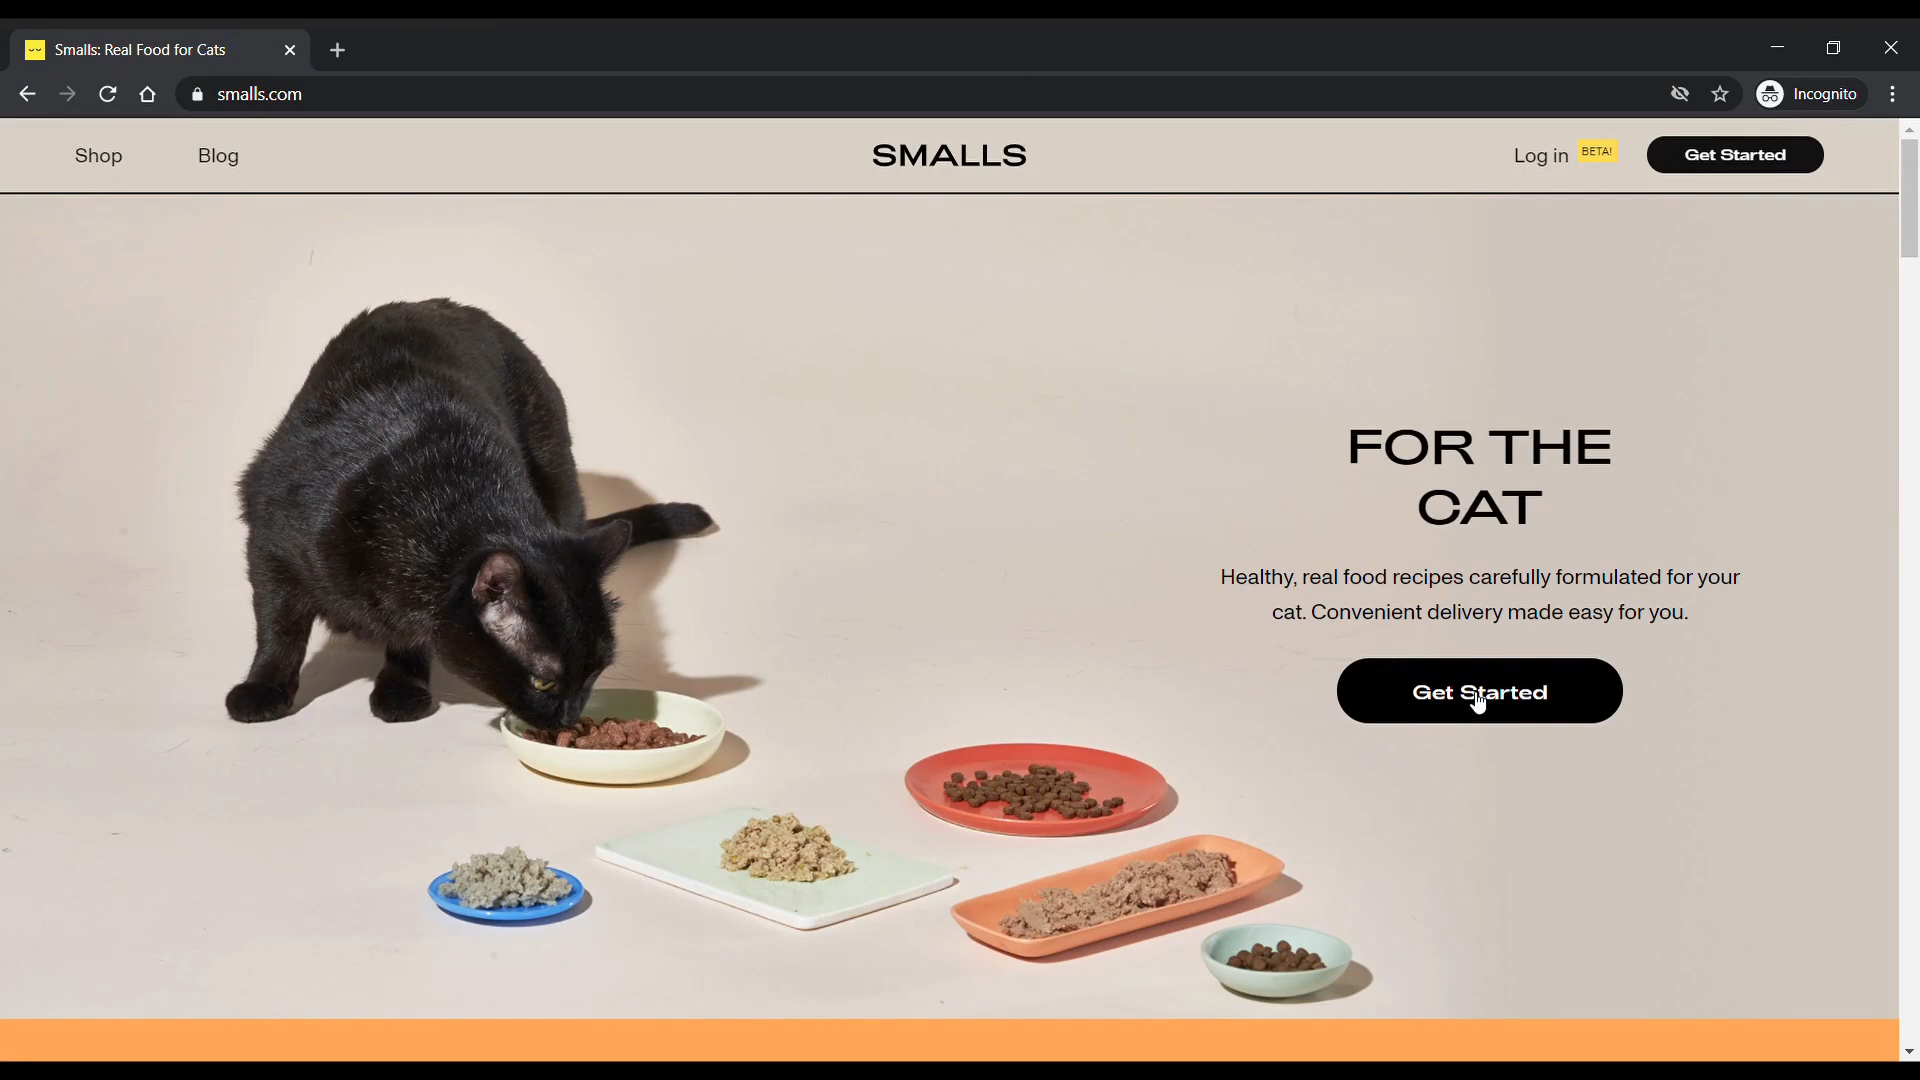 Smalls: Real Food for Cats
smalls.com
Incognito
Shop
Blog
SMALLS
Log in
BETA!
Get Started
FOR THE
CAT
Healthy, real food recipes carefully formulated for your
cat. Convenient delivery made easy for you.
Get Started